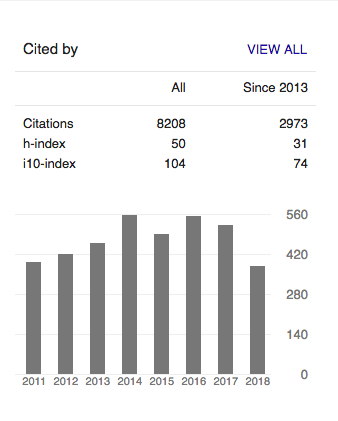 Cited by VIEW ALL
All Since 2013
Citations 8208 2973
h-index 50 31
i10-index 104 74
560
420
280
140
0
2011 2012 2013 2014 2015 2016 2017 2018